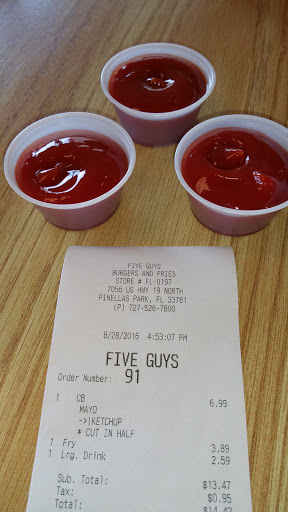 FIVE GUYS
BURGERS AND FRIES
STORE # FL-0197
7056 US HWY 19 NORTH
PINELLAS PARK, FL 33781
(P) 727-526-7800
8/28/2016 4:53:07 PM
FIVE GUYS
Order Number: 91
1 CB 6.99
MAYO
->|KETCHUP
* CUT IN HALF
1 Fry 3.89
1 Lrg. Drink 2.59
Sub. Total: $13.47
Tax: $0.95
Total: $14.42